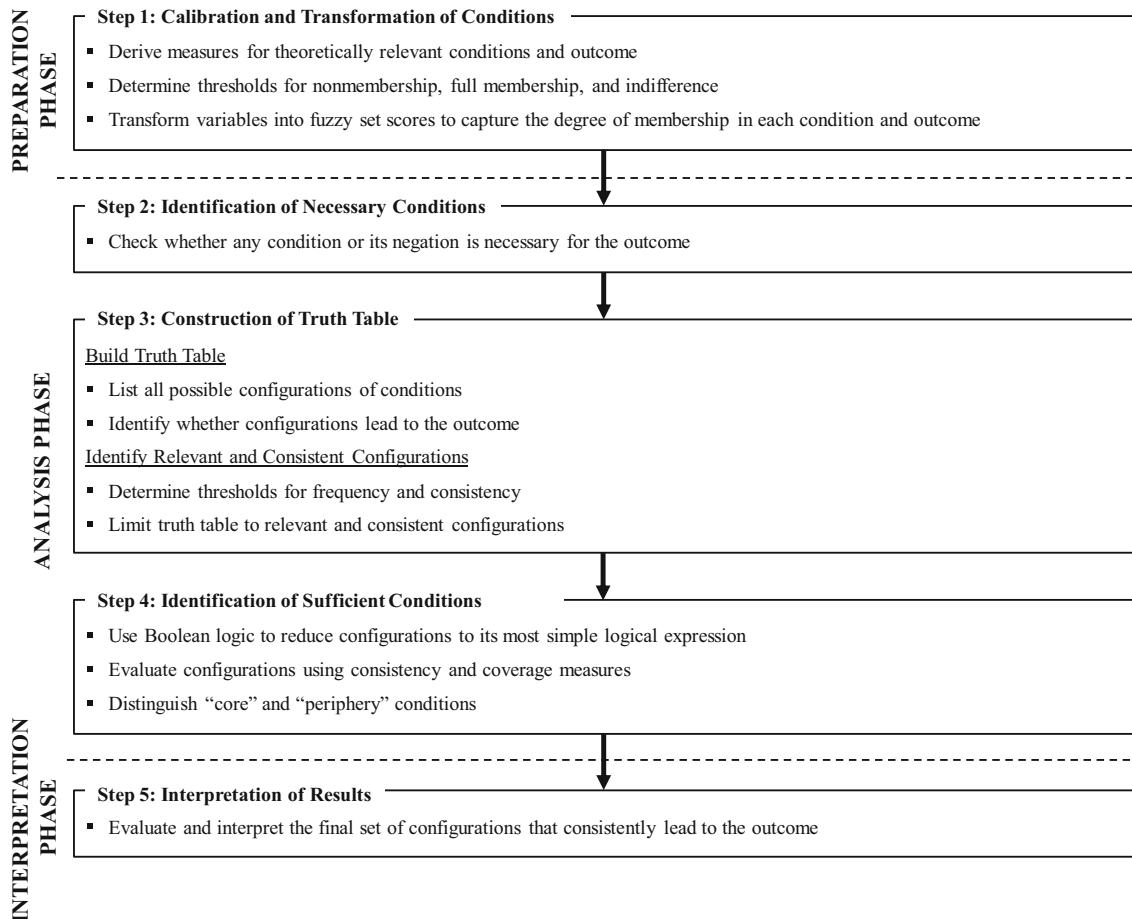 PREPARATION
PHASE
Step 1: Calibration and Transformation of Conditions
▪ Derive measures for theoretically relevant conditions and outcome
▪ Determine thresholds for nonmembership, full membership, and indifference
▪ Transform variables into fuzzy set scores to capture the degree of membership in each condition and outcome
ANALYSIS PHASE
Step 2: Identification of Necessary Conditions
▪ Check whether any condition or its negation is necessary for the outcome
Step 3: Construction of Truth Table
Build Truth Table
▪ List all possible configurations of conditions
▪ Identify whether configurations lead to the outcome
Identify Relevant and Consistent Configurations
▪ Determine thresholds for frequency and consistency
▪ Limit truth table to relevant and consistent configurations
Step 4: Identification of Sufficient Conditions
▪ Use Boolean logic to reduce configurations to its most simple logical expression
▪ Evaluate configurations using consistency and coverage measures
▪ Distinguish “core” and “periphery” conditions
INTERPRETATION
PHASE
Step 5: Interpretation of Results
▪ Evaluate and interpret the final set of configurations that consistently lead to the outcome